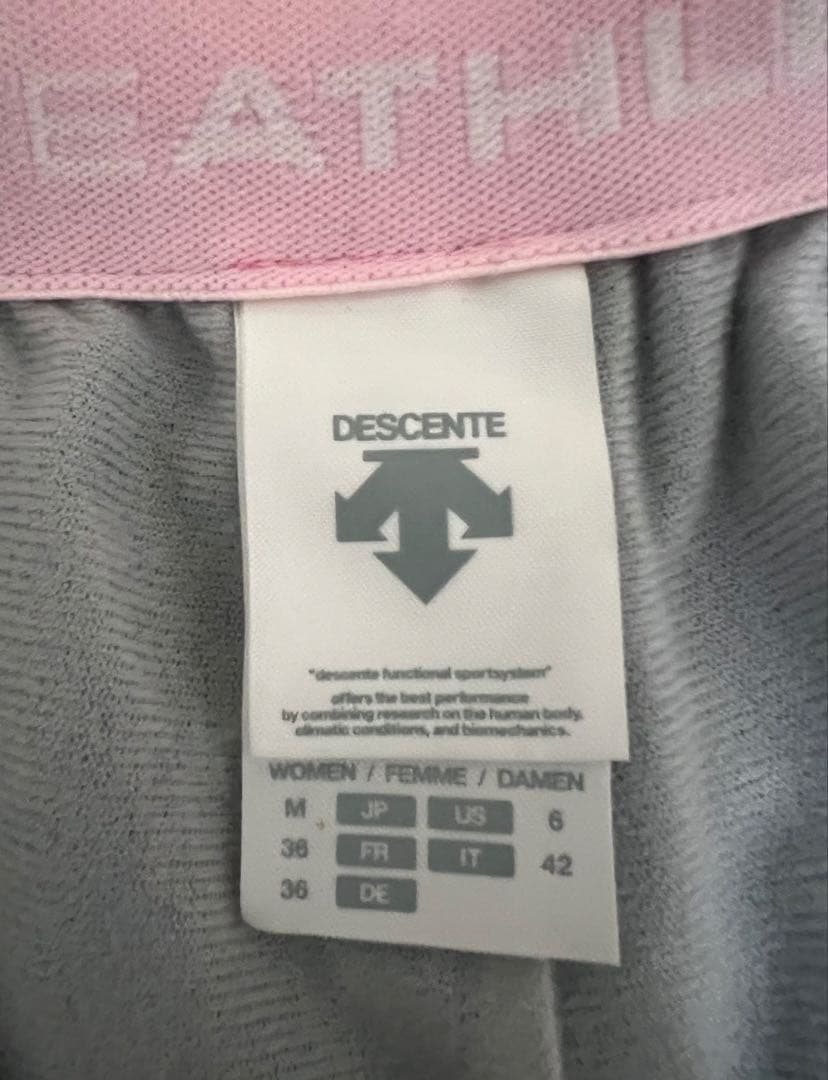 EATHL
DESCENTE
"descente functional sportsystem"
offers the best performance
by combining research on the human body,
climatic conditions, and biomechanics.
WOMEN / FEMME / DAMEN
M JP US 6
36 FR IT 42
36 DE